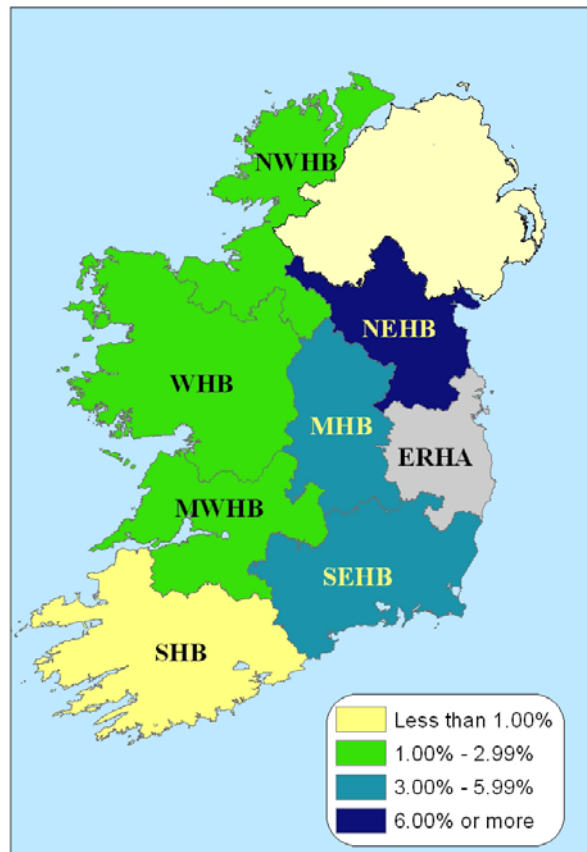 NWHB
NEHB
WHB
MHB
ERHA
MWHB
SEHB
SHB
Less than 1.00%
1.00% - 2.99%
3.00% - 5.99%
6.00% or more